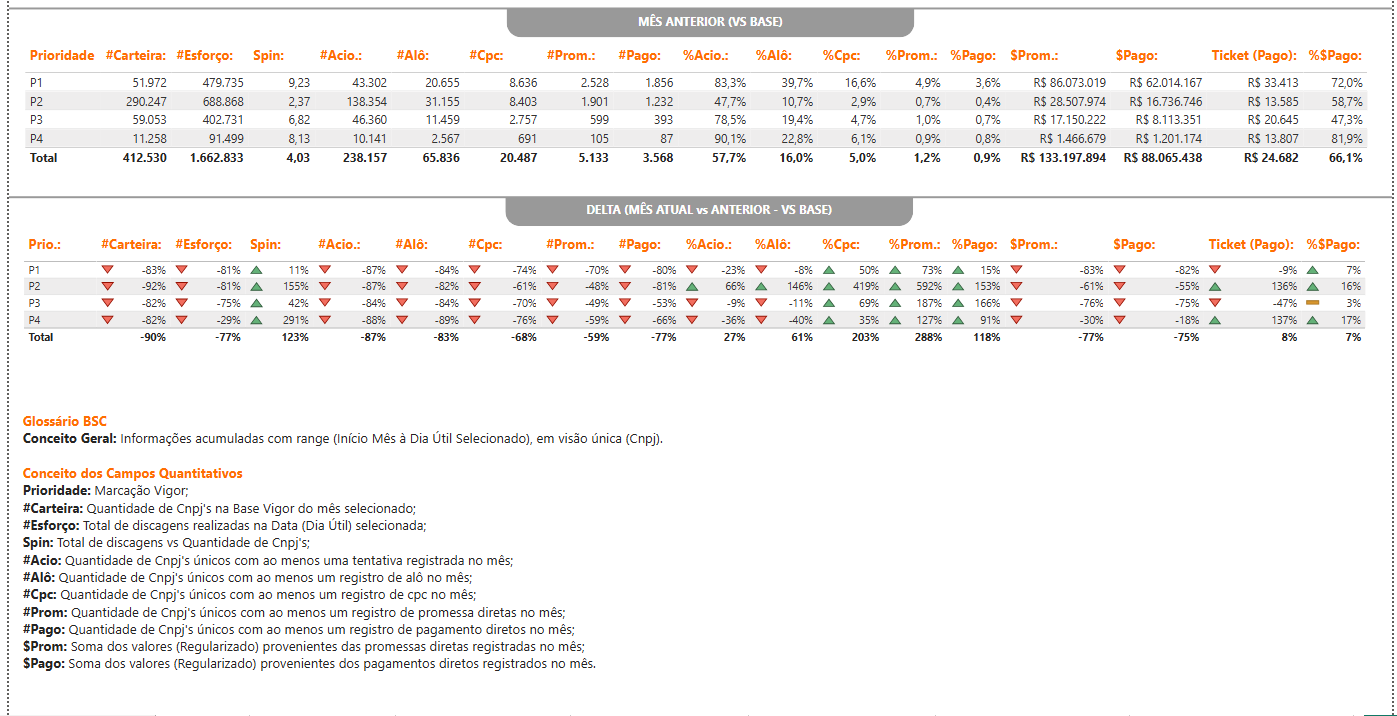 MÊS ANTERIOR (VS BASE)
Prioridade #Carteira: #Esforço: Spin: #Acio.: #Alô: #Cpc: #Prom.: #Pago: %Acio.: %Alô: %Cpc: %Prom.: %Pago: $Prom.: $Pago: Ticket (Pago): %$Pago:
P1 51.972 479.735 9,23 43.302 20.655 8.636 2.528 1.856 83,3% 39,7% 16,6% 4,9% 3,6% R$ 86.073.019 R$ 62.014.167 R$ 33.413 72,0%
P2 290.247 688.868 2,37 138.354 31.155 8.403 1.901 1.232 47,7% 10,7% 2,9% 0,7% 0,4% R$ 28.507.974 R$ 16.736.746 R$ 13.585 58,7%
P3 59.053 402.731 6,82 46.360 11.459 2.757 599 393 78,5% 19,4% 4,7% 1,0% 0,7% R$ 17.150.222 R$ 8.113.351 R$ 20.645 47,3%
P4 11.258 91.499 8,13 10.141 2.567 691 105 87 90,1% 22,8% 6,1% 0,9% 0,8% R$ 1.466.679 R$ 1.201.174 R$ 13.807 81,9%
Total 412.530 1.662.833 4,03 238.157 65.836 20.487 5.133 3.568 57,7% 16,0% 5,0% 1,2% 0,9% R$ 133.197.894 R$ 88.065.438 R$ 24.682 66,1%
DELTA (MÊS ATUAL vs ANTERIOR - VS BASE)
Prio.: #Carteira: #Esforço: Spin: #Acio.: #Alô: #Cpc: #Prom.: #Pago: %Acio.: %Alô: %Cpc: %Prom.: %Pago: $Prom.: $Pago: Ticket (Pago): %$Pago:
P1 -83% -81% 11% -87% -84% -74% -70% -80% -23% -8% 50% 73% 15% -83% -82% -9% 7%
P2 -92% -81% 155% -87% -82% -61% -48% -81% 66% 146% 419% 592% 153% -61% -55% 136% 16%
P3 -82% -75% 42% -84% -84% -70% -49% -53% -9% -11% 69% 187% 166% -76% -75% -47% 3%
P4 -82% -29% 291% -88% -89% -76% -59% -66% -36% -40% 35% 127% 91% -30% -18% 137% 17%
Total -90% -77% 123% -87% -83% -68% -59% -77% 27% 61% 203% 288% 118% -77% -75% 8% 7%
Glossário BSC
Conceito Geral: Informações acumuladas com range (Início Mês à Dia Útil Selecionado), em visão única (Cnpj).
Conceito dos Campos Quantitativos
Prioridade: Marcação Vigor;
#Carteira: Quantidade de Cnpj's na Base Vigor do mês selecionado;
#Esforço: Total de discagens realizadas na Data (Dia Útil) selecionada;
Spin: Total de discagens vs Quantidade de Cnpj's;
#Acio: Quantidade de Cnpj's únicos com ao menos uma tentativa registrada no mês;
#Alô: Quantidade de Cnpj's únicos com ao menos um registro de alô no mês;
#Cpc: Quantidade de Cnpj's únicos com ao menos um registro de cpc no mês;
#Prom: Quantidade de Cnpj's únicos com ao menos um registro de promessa diretas no mês;
#Pago: Quantidade de Cnpj's únicos com ao menos um registro de pagamento diretos no mês;
$Prom: Soma dos valores (Regularizado) provenientes das promessas diretas registradas no mês;
$Pago: Soma dos valores (Regularizado) provenientes dos pagamentos diretos registrados no mês.